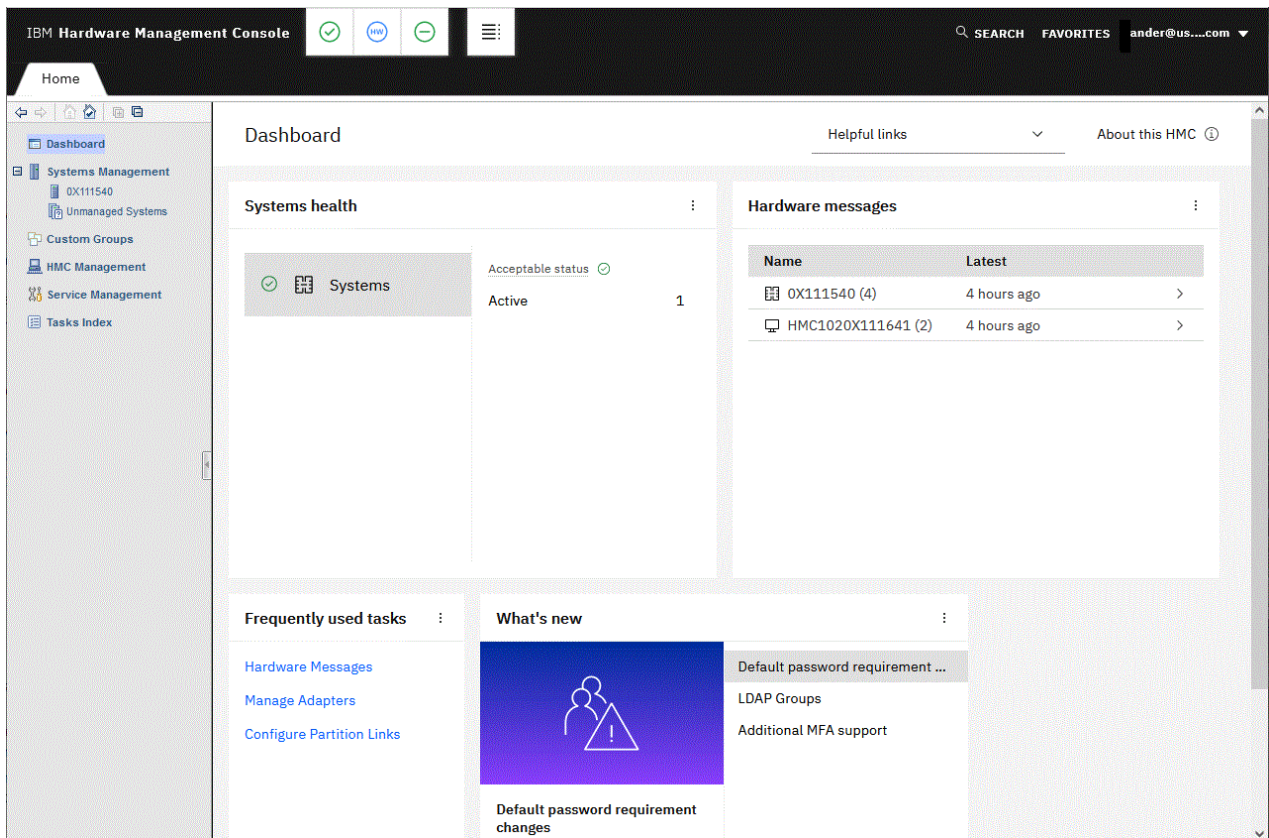 IBM Hardware Management Console
HW
SEARCH FAVORITES ander@us....com
Home
Dashboard
Systems Management
0X111540
Unmanaged Systems
Custom Groups
HMC Management
Service Management
Tasks Index
Dashboard
Helpful links
About this HMC
Systems health
Systems
Acceptable status
Active 1
Hardware messages
Name Latest
0X111540 (4) 4 hours ago
HMC1020X111641 (2) 4 hours ago
Frequently used tasks
Hardware Messages
Manage Adapters
Configure Partition Links
What's new
Default password requirement
changes
Default password requirement ...
LDAP Groups
Additional MFA support